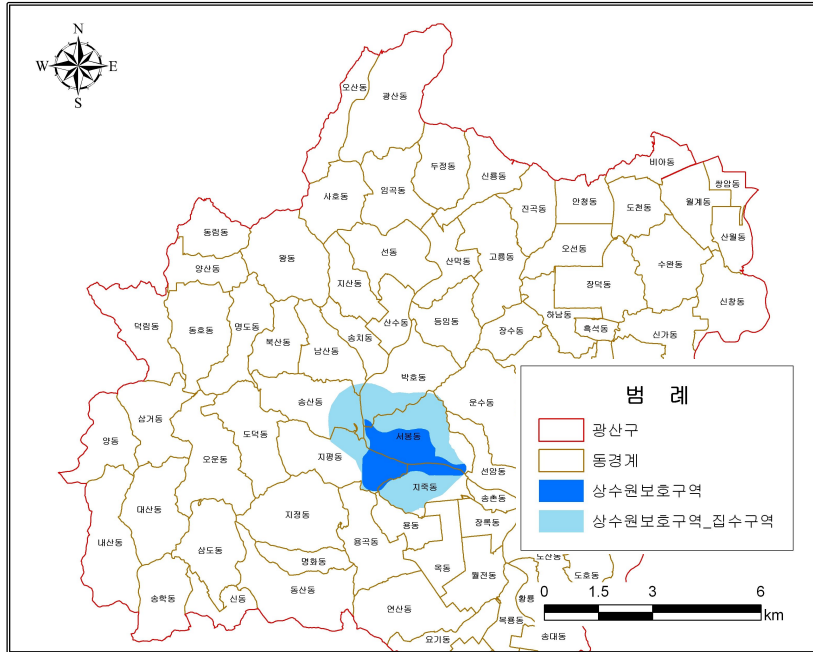 N
W E
S
오산동
광산동
비아동
두정동
신룡동
쌍암동
임곡동
사호동
안청동
월계동
진곡동
도천동
동림동
산월동
선동
오선동
왕동
고룡동
산막동
수완동
양산동
지산동
장덕동
신창동
하남동
산수동
등임동
덕림동
동호동
명도동
흑석동
장수동
신가동
송치동
북산동
남산동
박호동
송산동
운수동
삼거동
도덕동
서봉동
양동
지평동
오운동
선암동
지죽동
송촌동
대산동
지정동
장록동
용동
용곡동
내산동
삼도동
명화동
옥동
월전동
도호동
동산동
송학동
신동
황룡
연산동
복룡동
송대동
요기동
범 례
광산구
동경계
상수원보호구역
상수원보호구역_집수구역
0 1.5 3 6
km